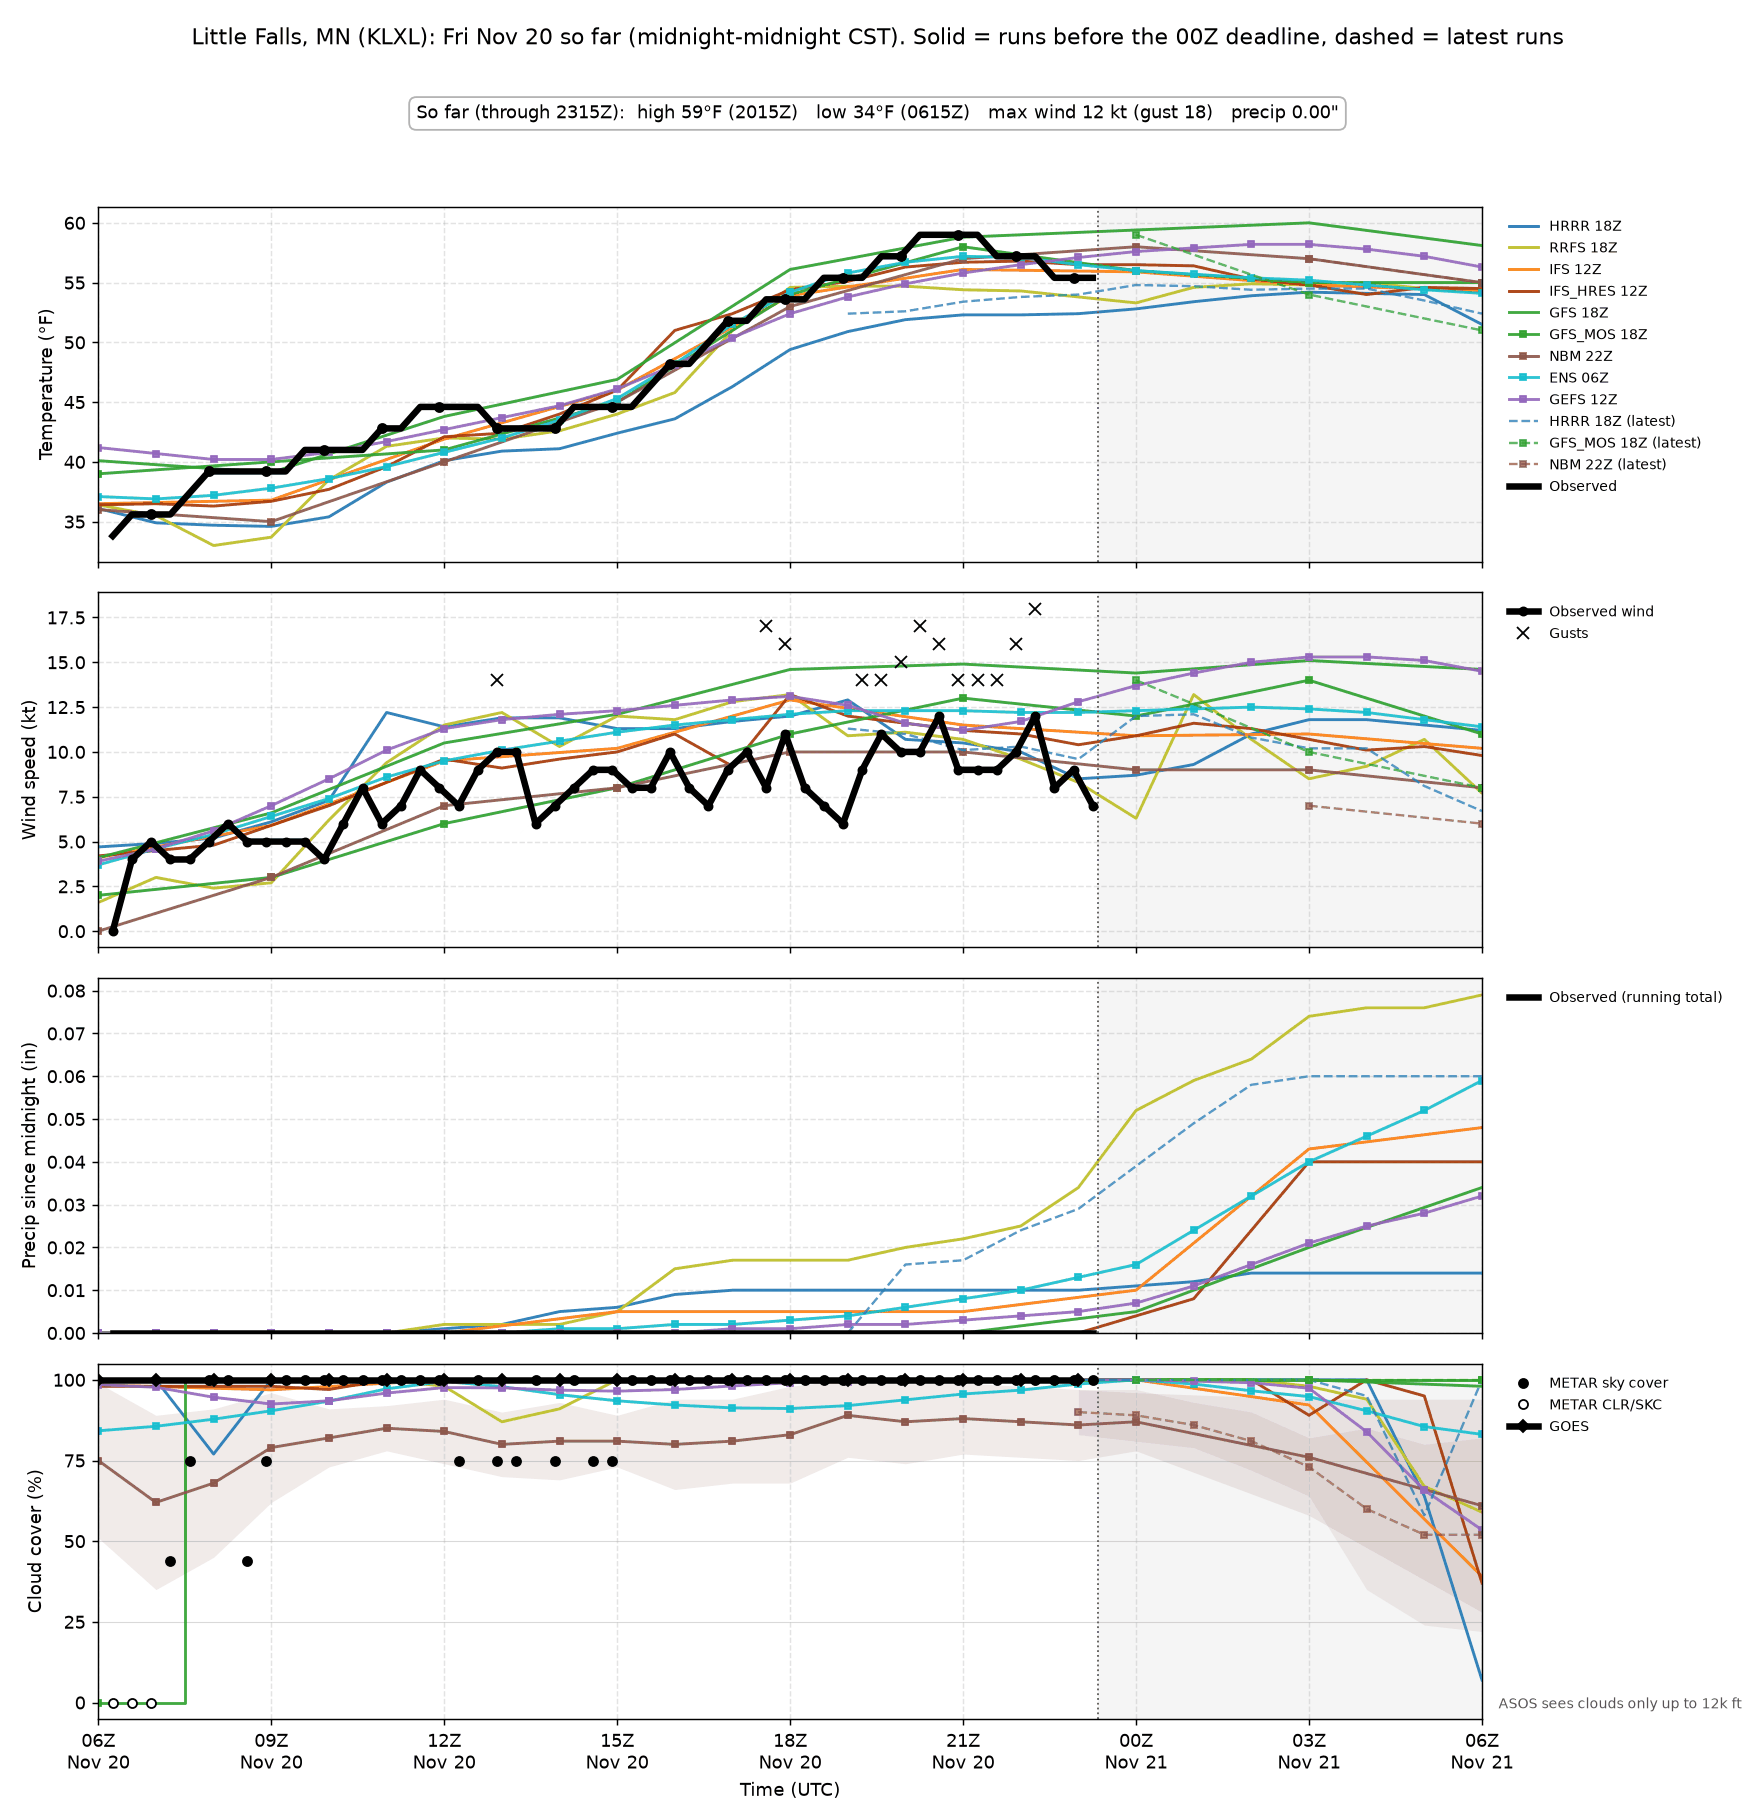 Little Falls, MN (KLXL): Fri Nov 20 so far (midnight-midnight CST). Solid = runs before the 00Z deadline, dashed = latest runs
So far (through 2315Z):  high 59°F (2015Z)   low 34°F (0615Z)   max wind 12 kt (gust 18)   precip 0.00"
Temperature (°F)
60
55
50
45
40
35
HRRR 18Z
RRFS 18Z
IFS 12Z
IFS_HRES 12Z
GFS 18Z
GFS_MOS 18Z
NBM 22Z
ENS 06Z
GEFS 12Z
HRRR 18Z (latest)
GFS_MOS 18Z (latest)
NBM 22Z (latest)
Observed
Wind speed (kt)
17.5
15.0
12.5
10.0
7.5
5.0
2.5
0.0
Observed wind
Gusts
Precip since midnight (in)
0.08
0.07
0.06
0.05
0.04
0.03
0.02
0.01
0.00
Observed (running total)
Cloud cover (%)
100
75
50
25
0
METAR sky cover
METAR CLR/SKC
GOES
ASOS sees clouds only up to 12k ft
06Z
Nov 20
09Z
Nov 20
12Z
Nov 20
15Z
Nov 20
18Z
Nov 20
21Z
Nov 20
00Z
Nov 21
03Z
Nov 21
06Z
Nov 21
Time (UTC)